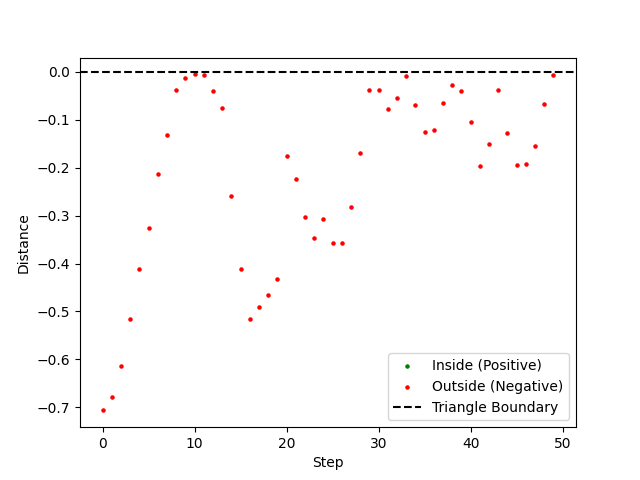 0.0
−0.1
−0.2
−0.3
−0.4
−0.5
−0.6
−0.7
Distance
Inside (Positive)
Outside (Negative)
Triangle Boundary
0 10 20 30 40 50
Step